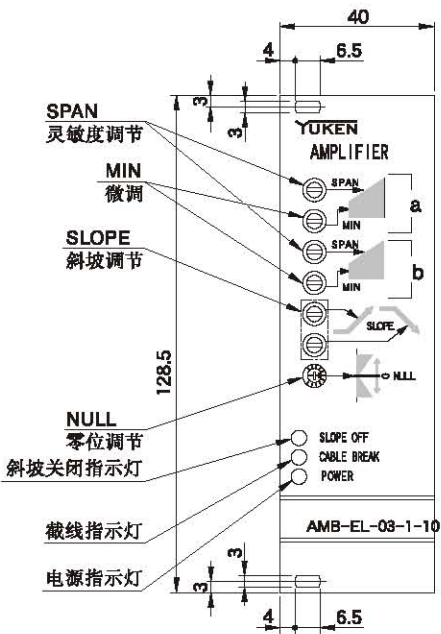 40
4
6.5
3
3
SPAN
灵敏度调节
MIN
微调
SLOPE
斜坡调节
128.5
NULL
零位调节
斜坡关闭指示灯
截线指示灯
电源指示灯
YUKEN
AMPLIFIER
SPAN
MIN
a
SPAN
MIN
b
SLOPE
0
NULL
SLOPE OFF
CABLE BREAK
POWER
AMB-EL-03-1-10
3
3
4
6.5